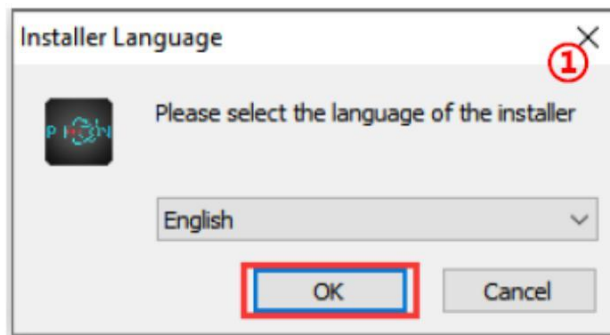 Installer Language
①
Please select the language of the installer
English
OK
Cancel